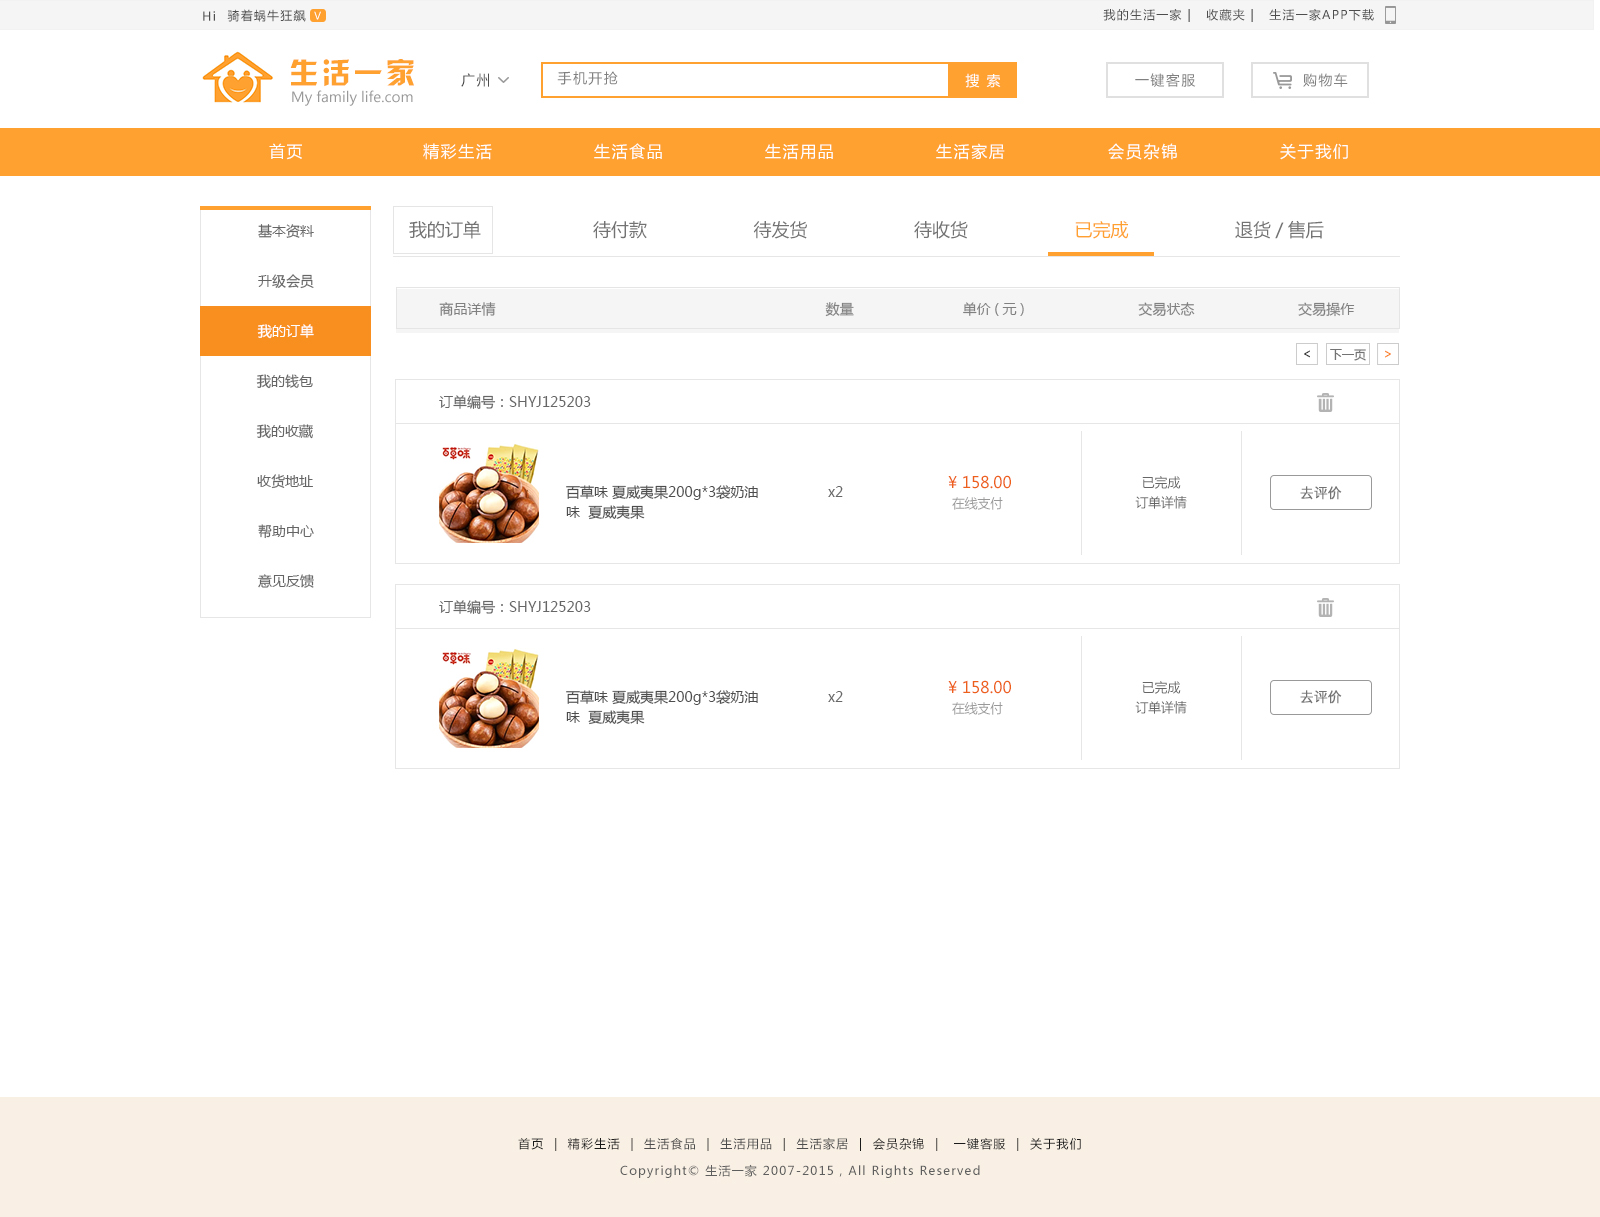 Hi 骑着蜗牛狂飙 V
我的生活一家 | 收藏夹 | 生活一家APP下载
生活一家
My family life.com
广州
手机开抢
搜 索
一键客服
购物车
首页 精彩生活 生活食品 生活用品 生活家居 会员杂锦 关于我们
基本资料
升级会员
我的订单
我的钱包
我的收藏
收货地址
帮助中心
意见反馈
我的订单 待付款 待发货 待收货 已完成 退货 / 售后
商品详情 数量 单价 ( 元 ) 交易状态 交易操作
< 下一页 >
订单编号：SHYJ125203
百草味
百草味 夏威夷果200g*3袋奶油
味 夏威夷果
x2
¥ 158.00
在线支付
已完成
订单详情
去评价
订单编号：SHYJ125203
百草味
百草味 夏威夷果200g*3袋奶油
味 夏威夷果
x2
¥ 158.00
在线支付
已完成
订单详情
去评价
首页 | 精彩生活 | 生活食品 | 生活用品 | 生活家居 | 会员杂锦 | 一键客服 | 关于我们
Copyright© 生活一家 2007-2015 , All Rights Reserved